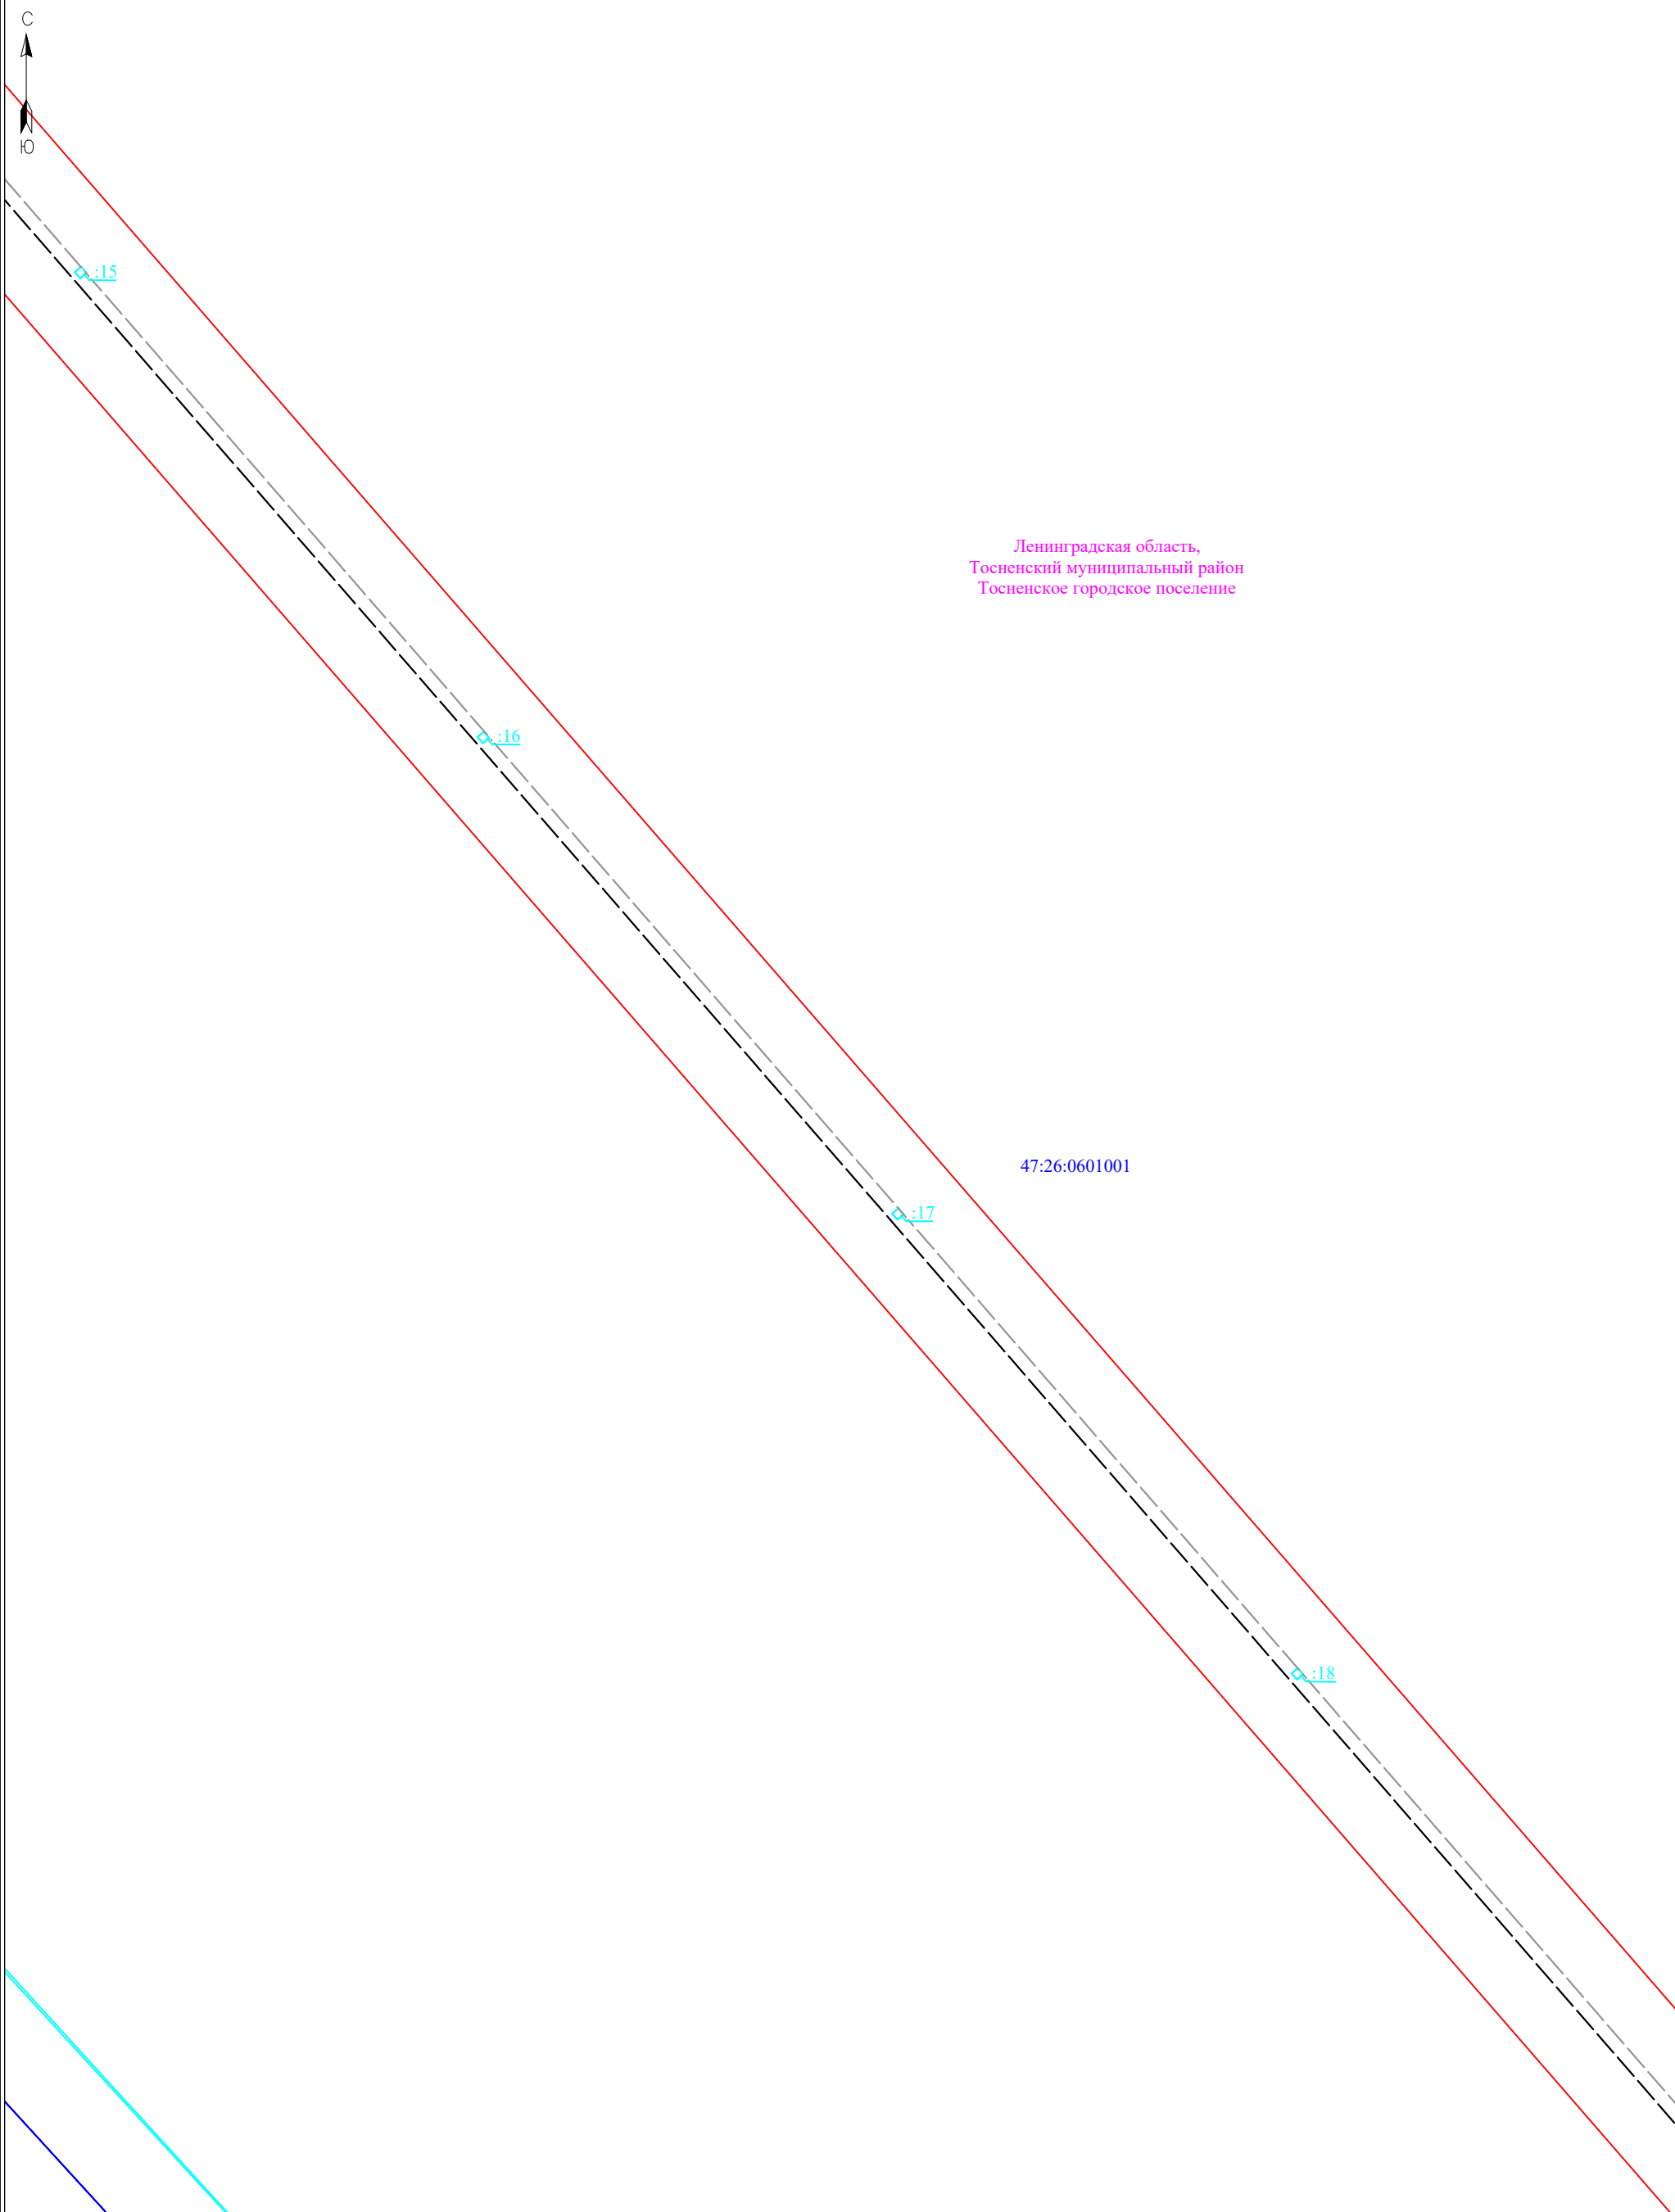 С
Ю
:15
Ленинградская область,
Тосненский муниципальный район
Тосненское городское поселение
:16
47:26:0601001
:17
:18